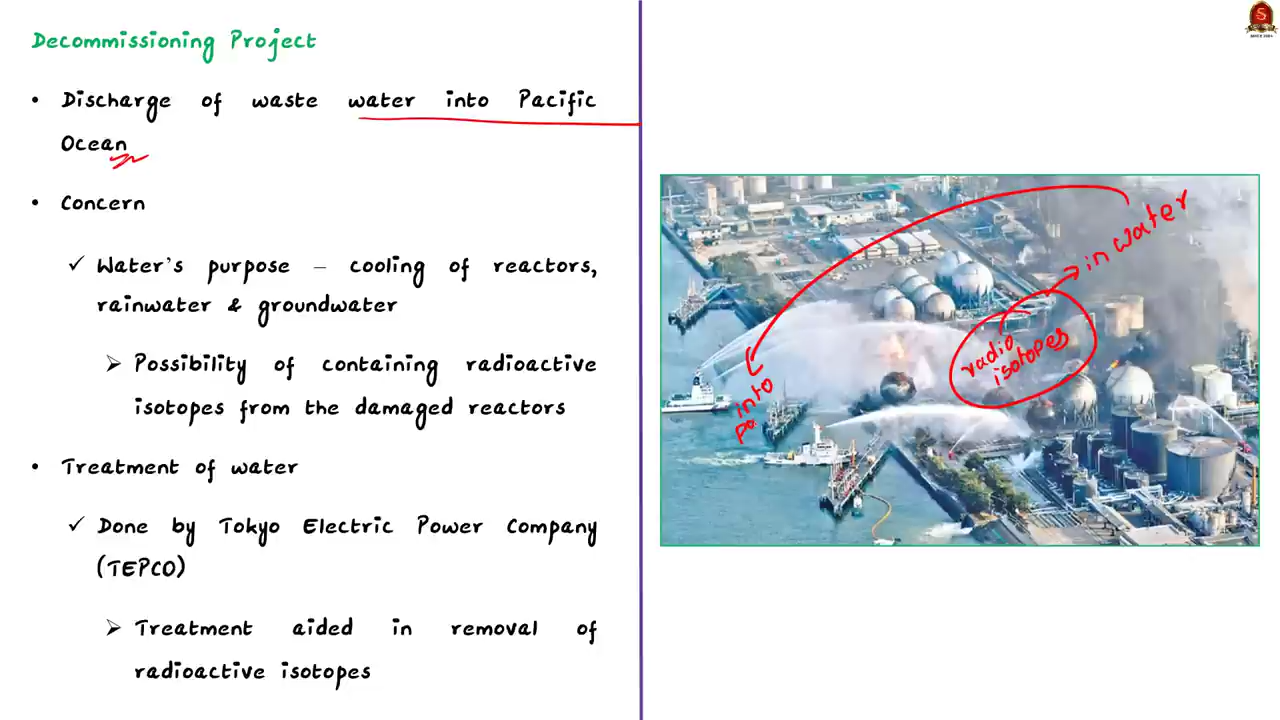 Decommissioning Project
• Discharge of waste water into Pacific
Ocean
• Concern
✓ Water's purpose – cooling of reactors,
rainwater & groundwater
➢ Possibility of containing radioactive
isotopes from the damaged reactors
• Treatment of water
✓ Done by Tokyo Electric Power Company
(TEPCO)
➢ Treatment aided in removal of
radioactive isotopes
in water
radio
isotopes
into
pa